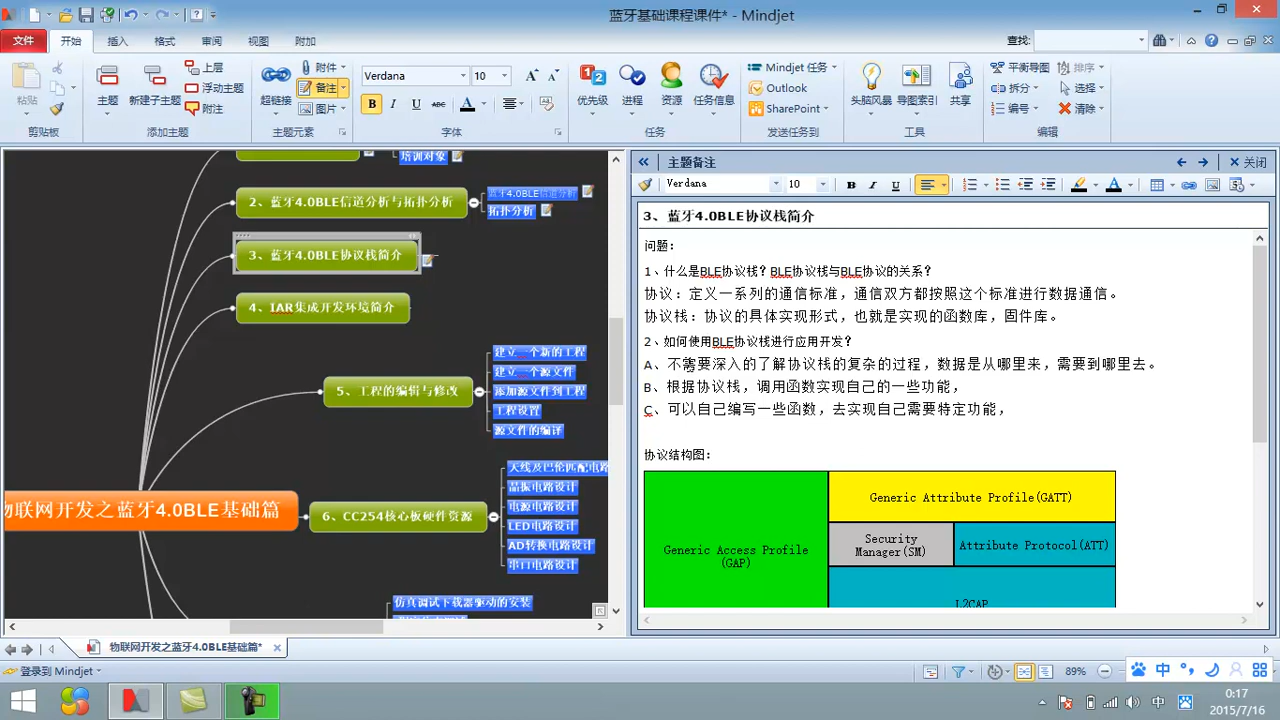 蓝牙基础课程课件* - Mindjet
文件
开始
插入
格式
审阅
视图
附加
查找:
粘贴
剪贴板
主题
新建子主题
上层
浮动主题
附注
添加主题
超链接
附件
备注
图片
主题元素
Verdana
10
B
I
U
ABC
A
字体
优先级
进程
资源
任务信息
任务
Mindjet 任务
Outlook
SharePoint
发送任务到
头脑风暴
导图索引
共享
工具
平衡导图
拆分
编号
排序
选择
清除
编辑
培训对象
2、蓝牙4.0BLE信道分析与拓扑分析
蓝牙4.0BLE信道分析
拓扑分析
3、蓝牙4.0BLE协议栈简介
4、IAR集成开发环境简介
5、工程的编辑与修改
建立一个新的工程
建立一个源文件
添加源文件到工程
工程设置
源文件的编译
物联网开发之蓝牙4.0BLE基础篇
6、CC254核心板硬件资源
天线及巴伦匹配电路
晶振电路设计
电源电路设计
LED电路设计
AD转换电路设计
串口电路设计
仿真调试下载器驱动的安装
主题备注
关闭
Verdana
10
B
I
U
A
3、蓝牙4.0BLE协议栈简介
问题:
1、什么是BLE协议栈? BLE协议栈与BLE协议的关系?
协议: 定义一系列的通信标准, 通信双方都按照这个标准进行数据通信。
协议栈: 协议的具体实现形式, 也就是实现的函数库, 固件库。
2、如何使用BLE协议栈进行应用开发?
A、不需要深入的了解协议栈的复杂的过程, 数据是从哪里来, 需要到哪里去。
B、根据协议栈, 调用函数实现自己的一些功能,
C、可以自己编写一些函数, 去实现自己需要特定功能,
协议结构图:
Generic Access Profile
(GAP)
Generic Attribute Profile(GATT)
Security
Manager(SM)
Attribute Protocol(ATT)
L2CAP
物联网开发之蓝牙4.0BLE基础篇*
登录到 Mindjet
89%
中
中
0:17
2015/7/16